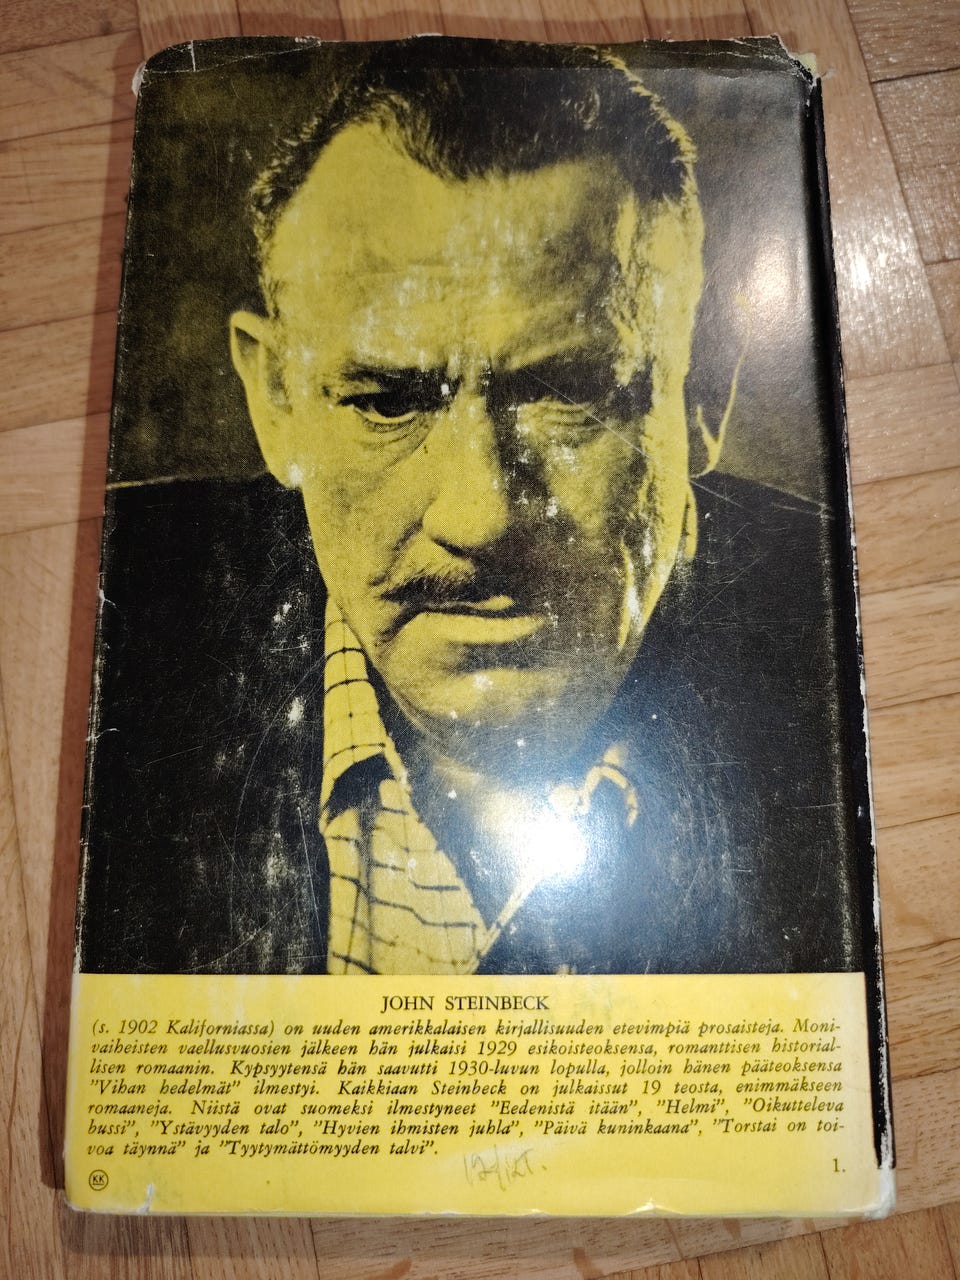 JOHN STEINBECK
(s. 1902 Kaliforniassa) on uuden amerikkalaisen kirjallisuuden etevimpiä prosaisteja. Moni-
vaiheisten vaellusvuosien jälkeen hän julkaisi 1929 esikoisteoksensa, romanttisen historial-
lisen romaanin. Kypsyytensä hän saavutti 1930-luvun lopulla, jolloin hänen pääteoksensa
”Vihan hedelmät” ilmestyi. Kaikkiaan Steinbeck on julkaissut 19 teosta, enimmäkseen
romaaneja. Niistä ovat suomeksi ilmestyneet ”Eedenistä itään”, ”Helmi”, ”Oikutteleva
bussi”, ”Ystävyyden talo”, ”Hyvien ihmisten juhla”, ”Päivä kuninkaana”, ”Torstai on toi-
voa täynnä” ja ”Tyytymättömyyden talvi”.
1.
KK